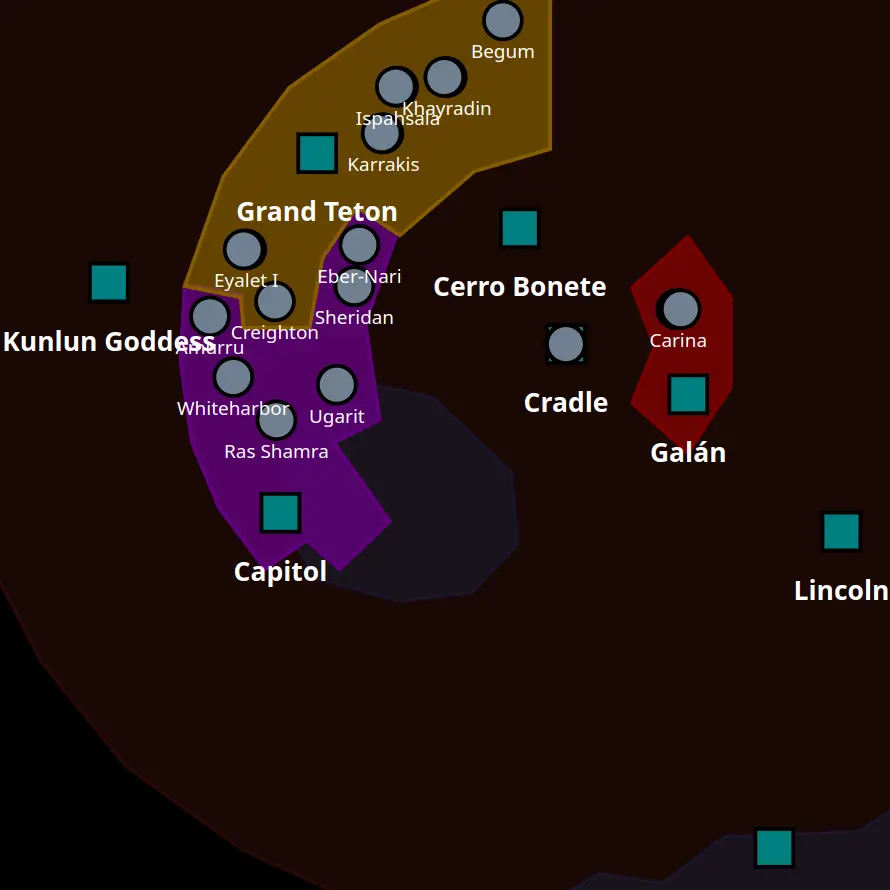 Begum
Khayradin
Ispahsala
Karrakis
Grand Teton
Eyalet I
Eber-Nari
Cerro Bonete
Sheridan
Creighton
Kunlun Goddess
Amurru
Carina
Whiteharbor
Ugarit
Cradle
Ras Shamra
Galán
Capitol
Lincoln